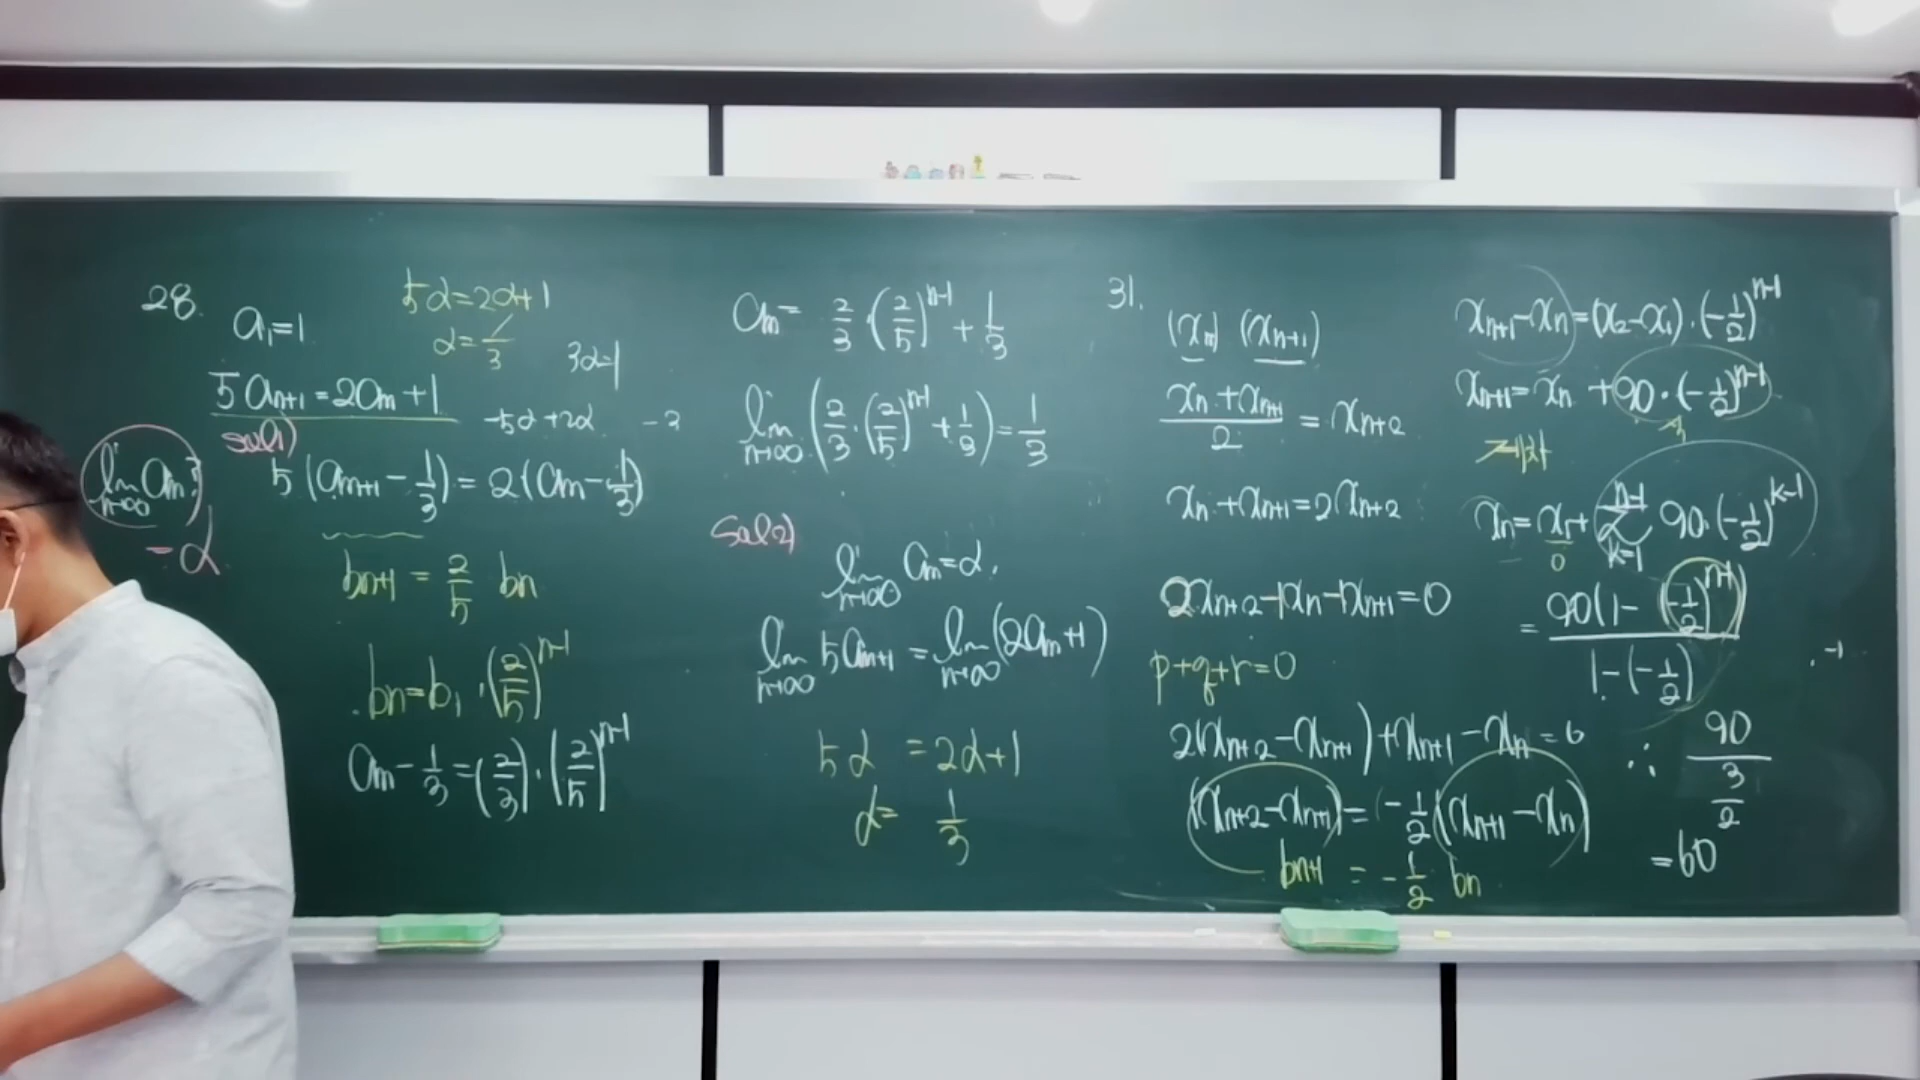 28.
a₁=1
5α=2α+1
α=1/3
3α=1
5aₙ₊₁=2aₙ+1
-5α+2α
sol1)
lim n→∞ aₙ?
=α
5(aₙ₊₁-1/3)=2(aₙ-1/3)
bₙ₊₁=2/5 bₙ
bₙ=b₁·(2/5)ⁿ⁻¹
aₙ-1/3=(2/3)·(2/5)ⁿ⁻¹
aₙ=2/3·(2/5)ⁿ⁻¹+1/3
lim n→∞ (2/3·(2/5)ⁿ⁻¹+1/3)=1/3
sol2)
lim n→∞ aₙ=α.
lim n→∞ 5aₙ₊₁=lim n→∞ (2aₙ+1)
5α=2α+1
α=1/3
31.
(xₙ) (xₙ₊₁)
(xₙ+xₙ₊₁)/2=xₙ₊₂
xₙ+xₙ₊₁=2xₙ₊₂
2xₙ₊₂-1xₙ-1xₙ₊₁=0
p+q+r=0
2(xₙ₊₂-xₙ₊₁)+xₙ₊₁-xₙ=0
(xₙ₊₂-xₙ₊₁)=-1/2(xₙ₊₁-xₙ)
bₙ₊₁=-1/2 bₙ
xₙ₊₁-xₙ=(x₂-x₁)·(-1/2)ⁿ⁻¹
xₙ₊₁=xₙ+90·(-1/2)ⁿ⁻¹
계차
xₙ=x₁+Σ k=1 n-1 90·(-1/2)ᵏ⁻¹
0
=90(1-(-1/2)ⁿ⁻¹)/(1-(-1/2))
∴ 90/(3/2)
=60